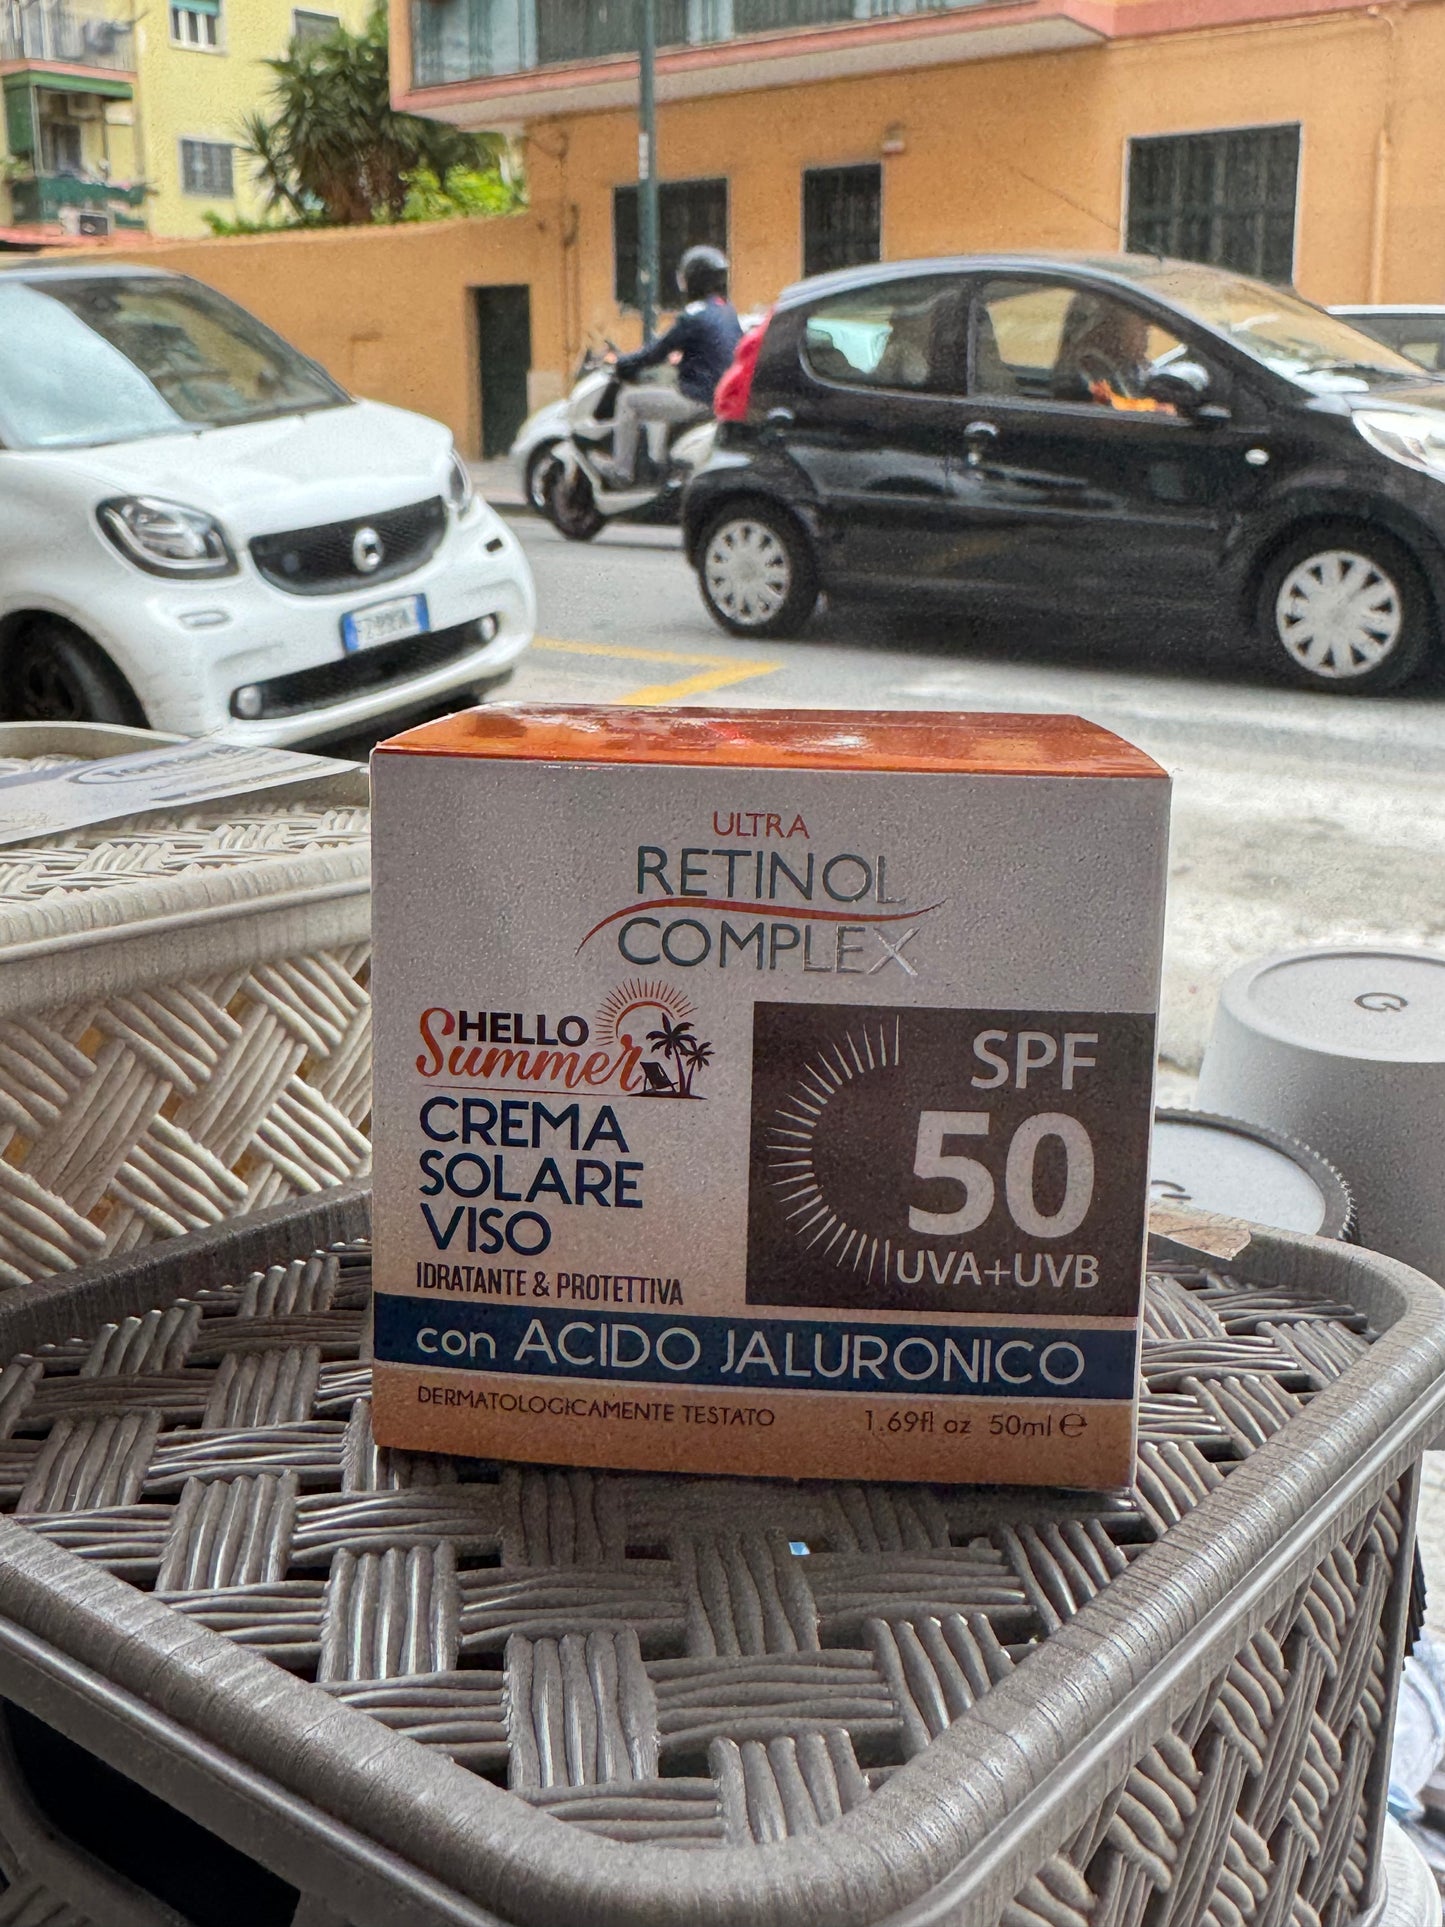 ULTRA
RETINOL
COMPLEX
HELLO
Summer
CREMA
SOLARE
VISO
IDRATANTE & PROTETTIVA
SPF
50
UVA+UVB
con ACIDO JALURONICO
DERMATOLOGICAMENTE TESTATO
1.69fl oz 50ml ℮